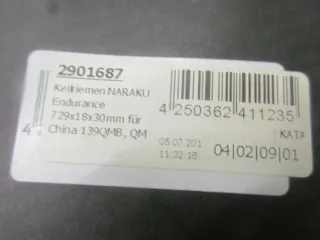 2901687
Keilriemen NARAKU
Endurance
729x18x30mm für
China 139QMB, QM
4 250362 411235
KATA
05.07.201
11:32:18
04|02|09|01
4